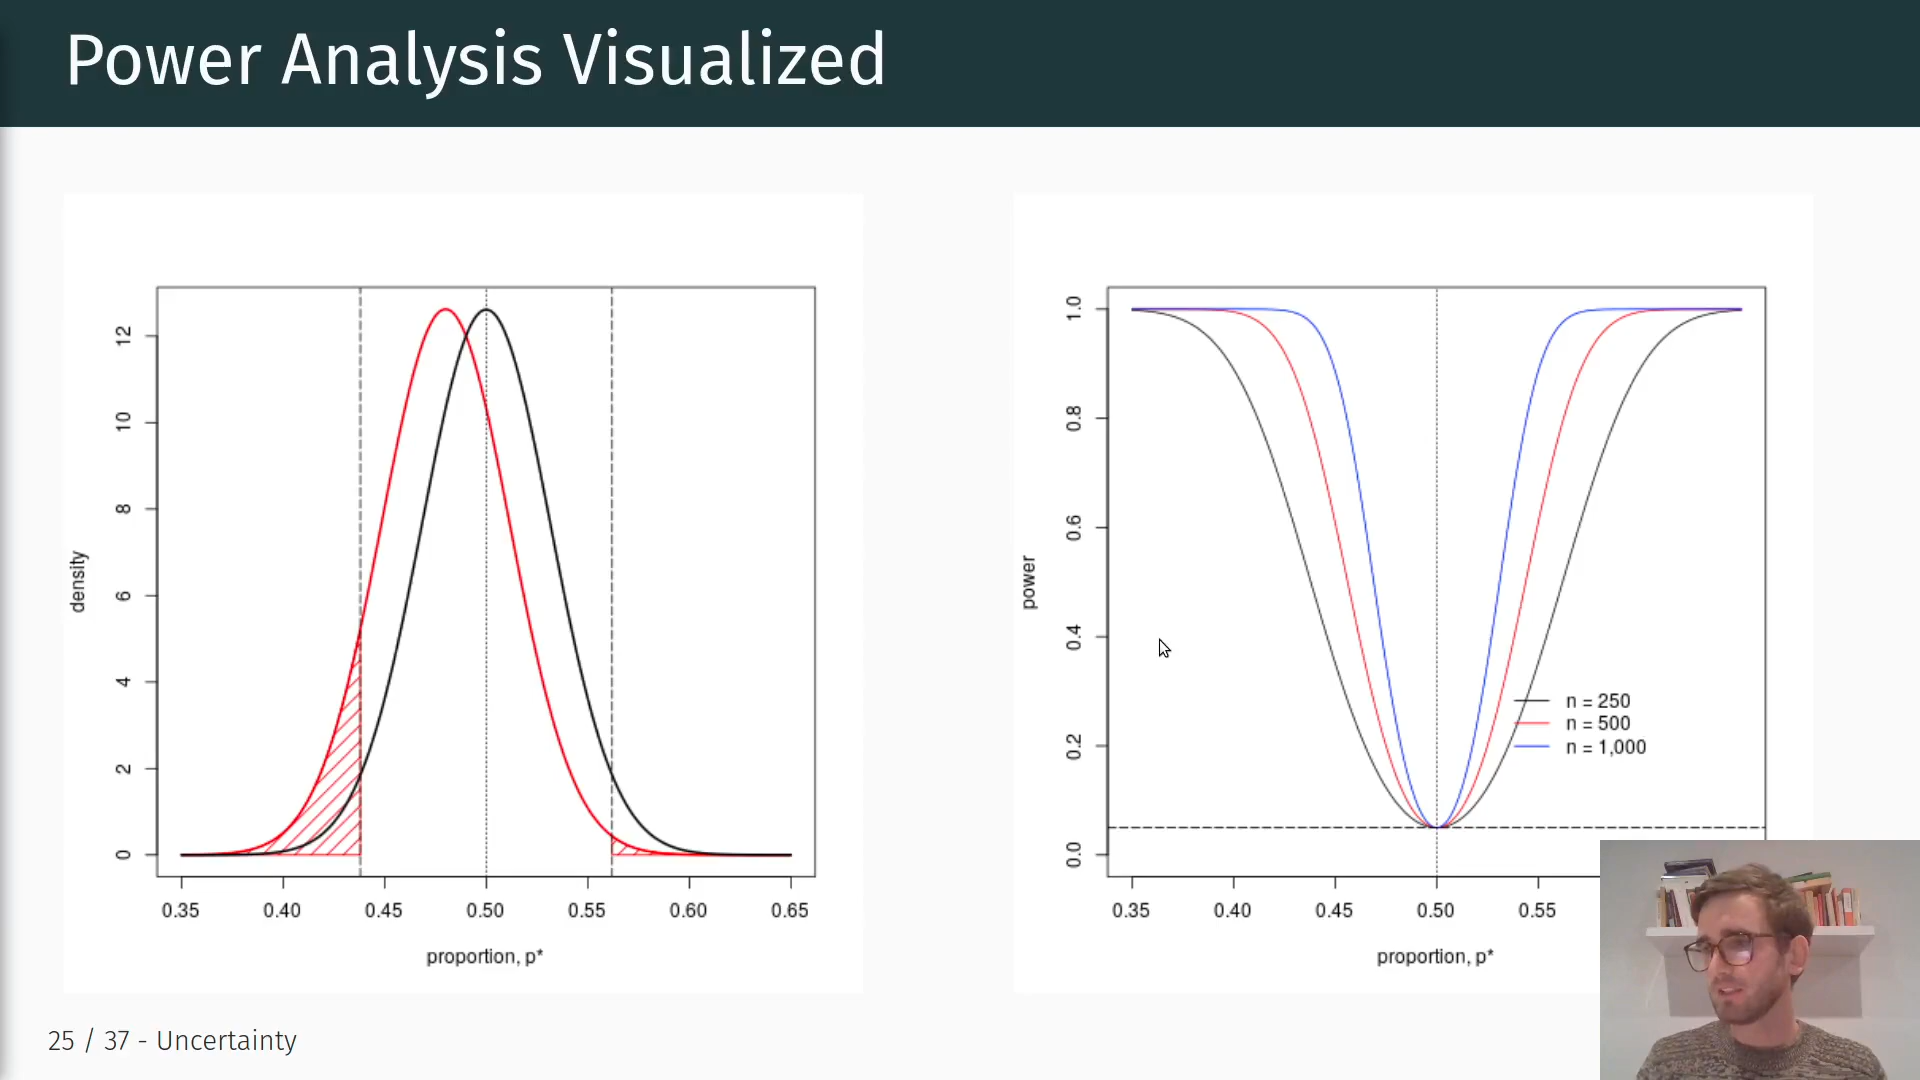 Power Analysis Visualized
density
0
2
4
6
8
10
12
0.35 0.40 0.45 0.50 0.55 0.60 0.65
proportion, p*
power
0.0
0.2
0.4
0.6
0.8
1.0
n = 250
n = 500
n = 1,000
0.35 0.40 0.45 0.50 0.55
proportion, p*
25 / 37 - Uncertainty